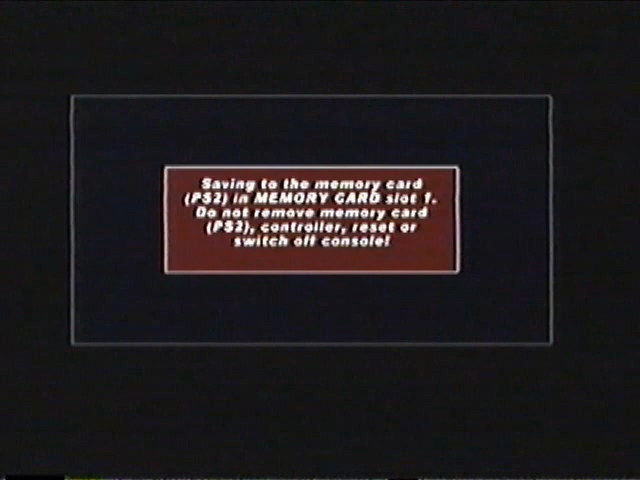 Saving to the memory card
(PS2) in MEMORY CARD slot 1.
Do not remove memory card
(PS2), controller, reset or
switch off console!